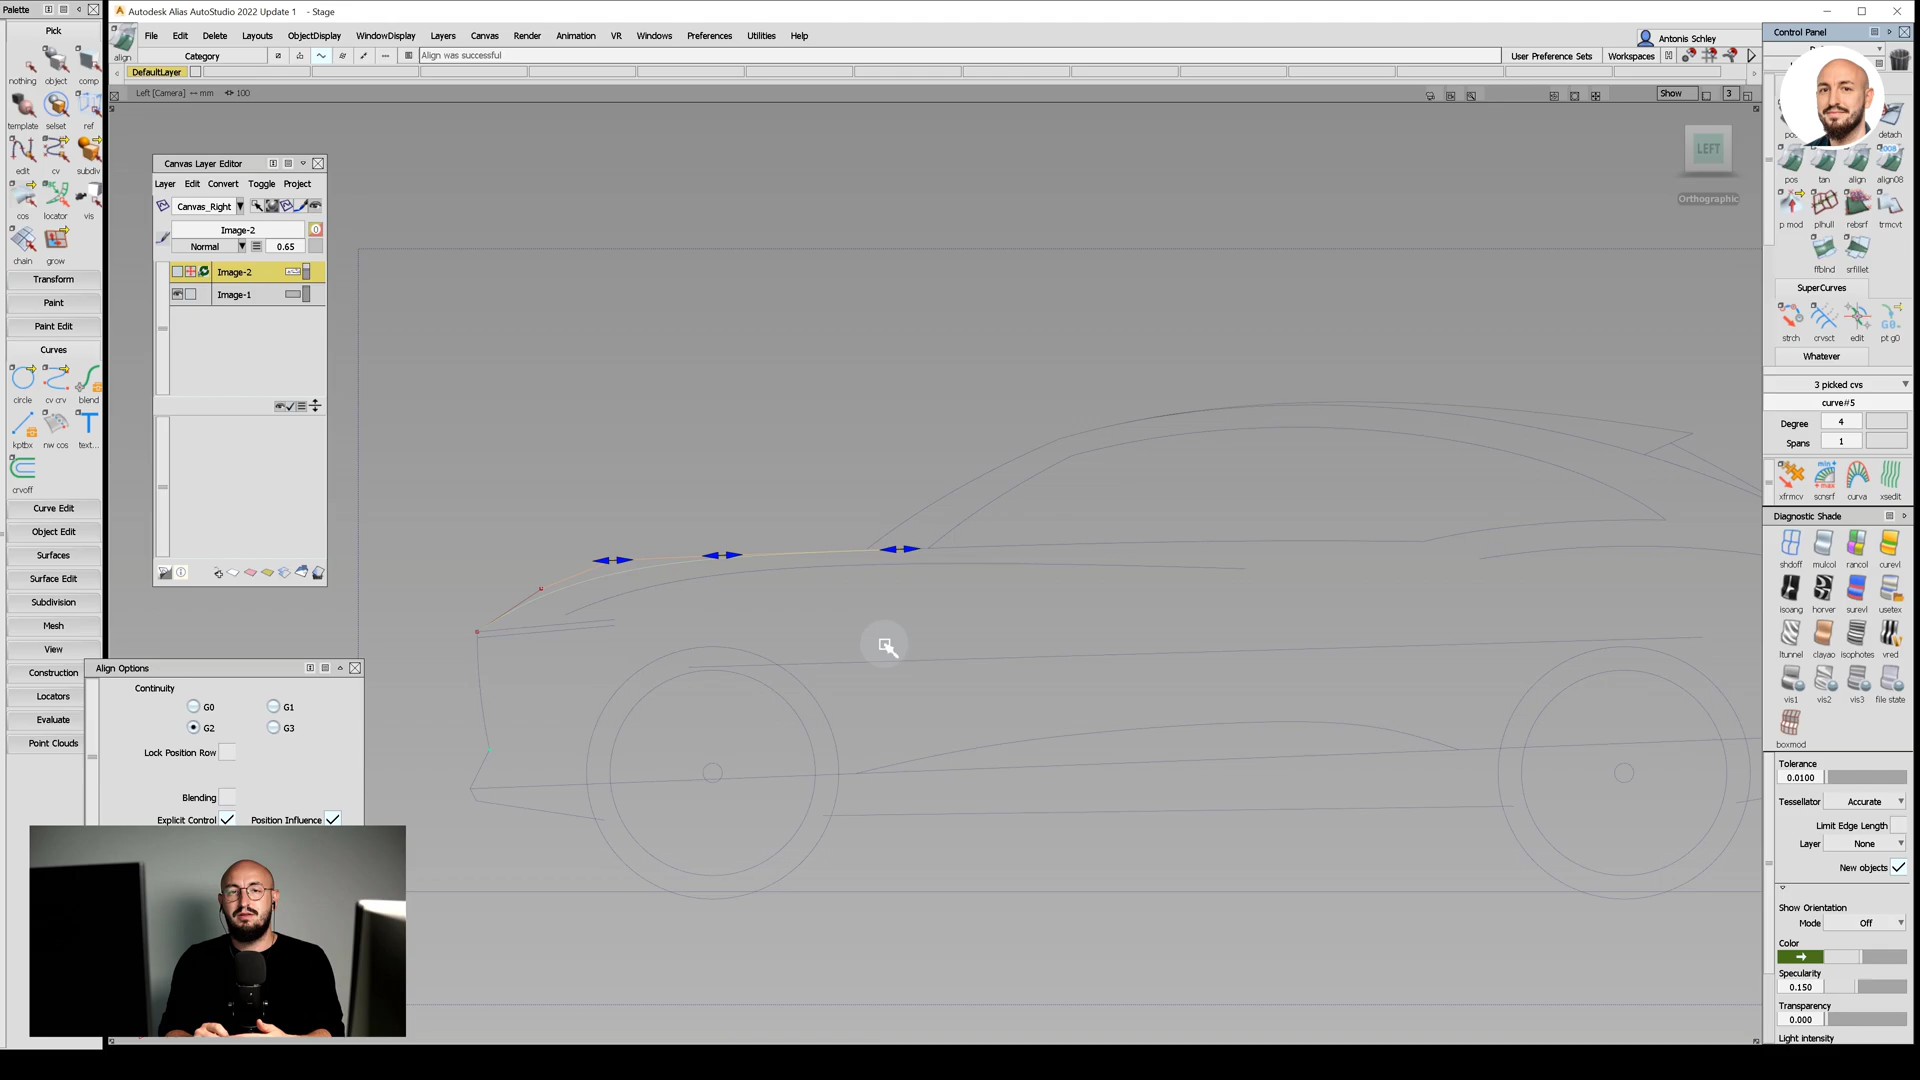 Palette
Pick
nothing object comp
template selset ref
edit cv subdiv
cos locator vis
chain grow
Transform
Paint
Paint Edit
Curves
circle cv crv blend
kptbx nw cos text...
crvoff
Curve Edit
Object Edit
Surfaces
Surface Edit
Subdivision
Mesh
View
Construction
Locators
Evaluate
Point Clouds
Autodesk Alias AutoStudio 2022 Update 1 - Stage
File Edit Delete Layouts ObjectDisplay WindowDisplay Layers Canvas Render Animation VR Windows Preferences Utilities Help
Antonis Schley
align
Category
Align was successful
User Preference Sets
Workspaces
DefaultLayer
Left [Camera] mm 100
Show
3
LEFT
Orthographic
Canvas Layer Editor
Layer Edit Convert Toggle Project
Canvas_Right
Image-2
Normal 0.65
Image-2
Image-1
Align Options
Continuity
G0 G1
G2 G3
Lock Position Row
Blending
Explicit Control Position Influence
Control Panel
detach
pos tan align align08
2008
p mod plhull rebsrf trmcvt
ffblnd srfillet
SuperCurves
strch crvsct edit pt g0
G0.
Whatever
3 picked cvs
curve#5
Degree 4
Spans 1
min max
xfrmcv scnsrf curva xsedit
Diagnostic Shade
shdoff mulcol rancol curevl
isoang horver surevl usetex
ltunnel clayao isophotes vred
vis1 vis2 vis3 file state
boxmod
Tolerance
0.0100
Tessellator Accurate
Limit Edge Length
Layer None
New objects
Show Orientation
Mode Off
Color
Specularity
0.150
Transparency
0.000
Light intensity